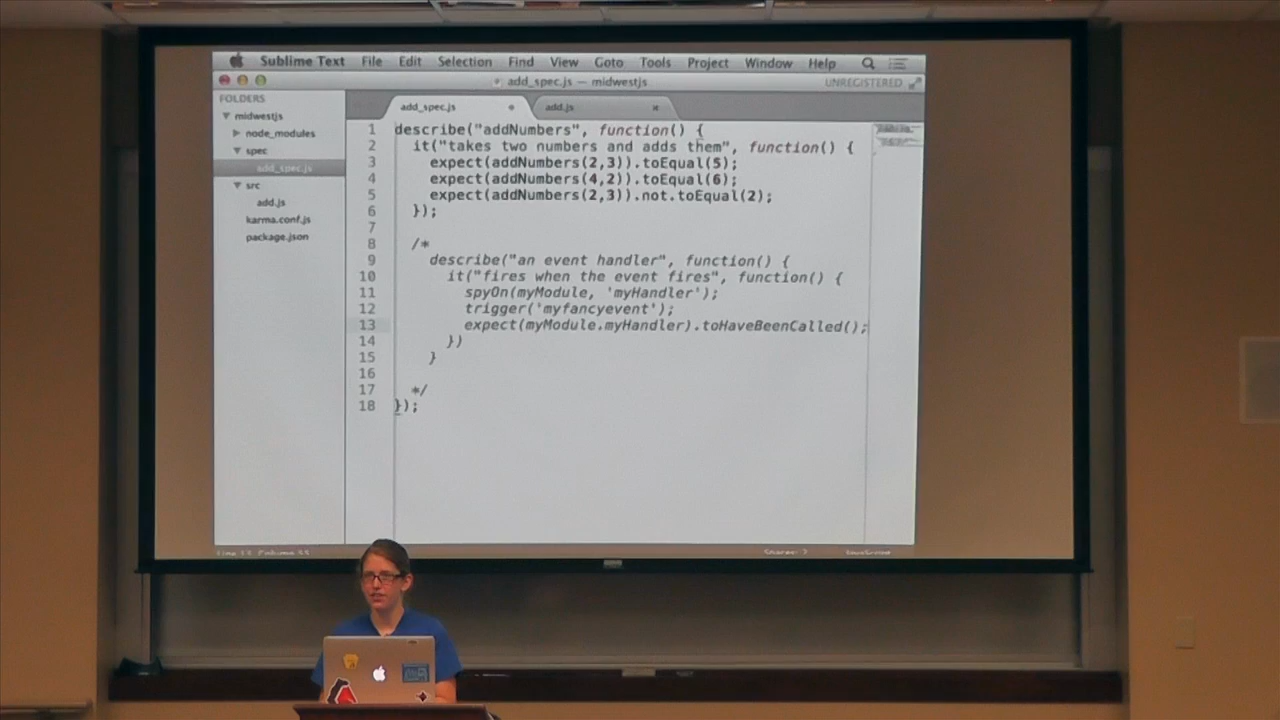 Sublime Text File Edit Selection Find View Goto Tools Project Window Help
add_spec.js — midwestjs
UNREGISTERED
FOLDERS
midwestjs
node_modules
spec
add_spec.js
src
add.js
karma.conf.js
package.json
add_spec.js
add.js
1 describe("addNumbers", function() {
2 it("takes two numbers and adds them", function() {
3 expect(addNumbers(2,3)).toEqual(5);
4 expect(addNumbers(4,2)).toEqual(6);
5 expect(addNumbers(2,3)).not.toEqual(2);
6 });
7
8 /*
9 describe("an event handler", function() {
10 it("fires when the event fires", function() {
11 spyOn(myModule, 'myHandler');
12 trigger('myfancyevent');
13 expect(myModule.myHandler).toHaveBeenCalled();
14 })
15 }
16
17 */
18 });